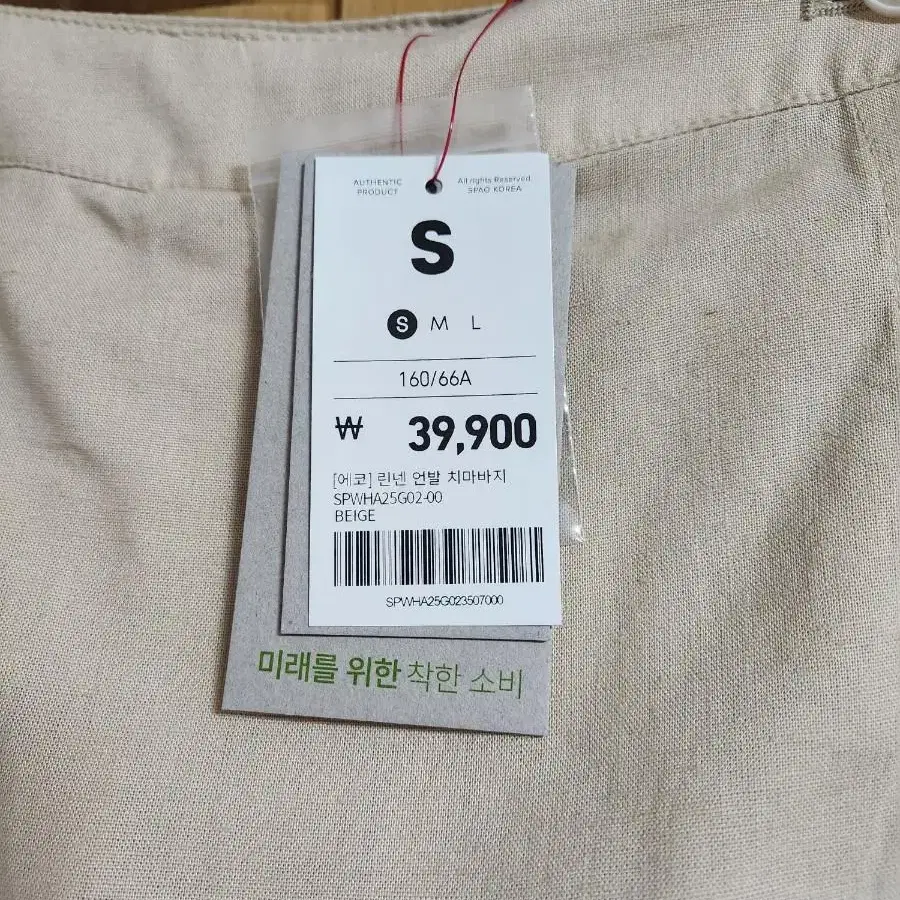 AUTHENTIC
PRODUCT
All rights Reserved
SPAO KOREA
S
S M L
160/66A
₩ 39,900
[에코] 린넨 언발 치마바지
SPWHA25G02-00
BEIGE
SPWHA25G023507000
미래를 위한 착한 소비